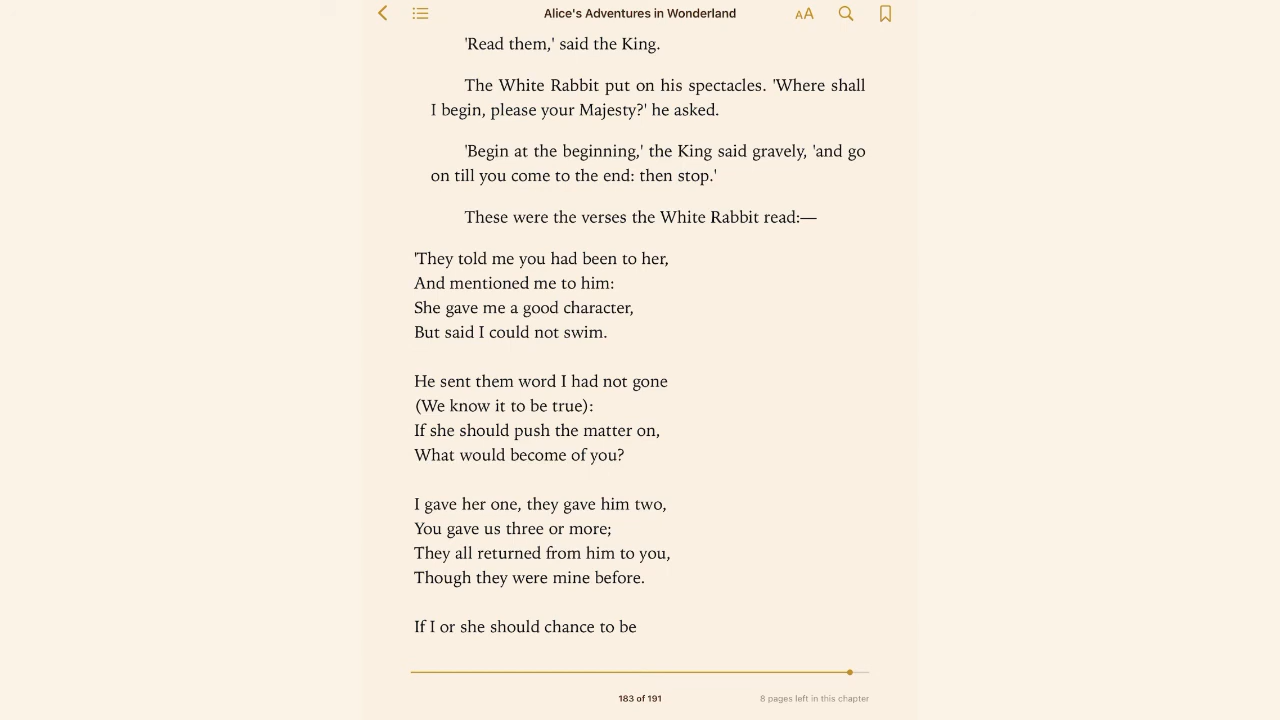 Alice's Adventures in Wonderland
AA
'Read them,' said the King.
The White Rabbit put on his spectacles. 'Where shall
I begin, please your Majesty?' he asked.
'Begin at the beginning,' the King said gravely, 'and go
on till you come to the end: then stop.'
These were the verses the White Rabbit read:—
'They told me you had been to her,
And mentioned me to him:
She gave me a good character,
But said I could not swim.
He sent them word I had not gone
(We know it to be true):
If she should push the matter on,
What would become of you?
I gave her one, they gave him two,
You gave us three or more;
They all returned from him to you,
Though they were mine before.
If I or she should chance to be
183 of 191
8 pages left in this chapter